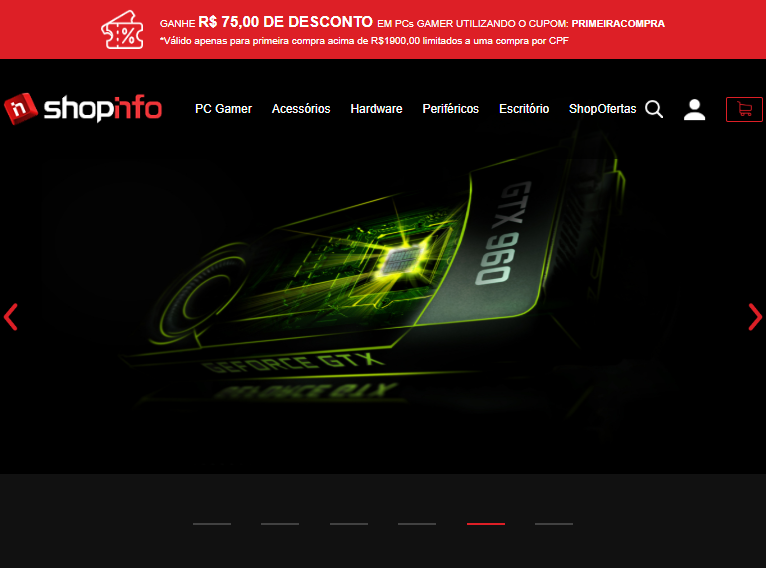 GANHE R$ 75,00 DE DESCONTO EM PCs GAMER UTILIZANDO O CUPOM: PRIMEIRACOMPRA
*Válido apenas para primeira compra acima de R$1900,00 limitados a uma compra por CPF
in shopinfo
PC Gamer Acessórios Hardware Periféricos Escritório ShopOfertas
GTX 960
GEFORCE GTX